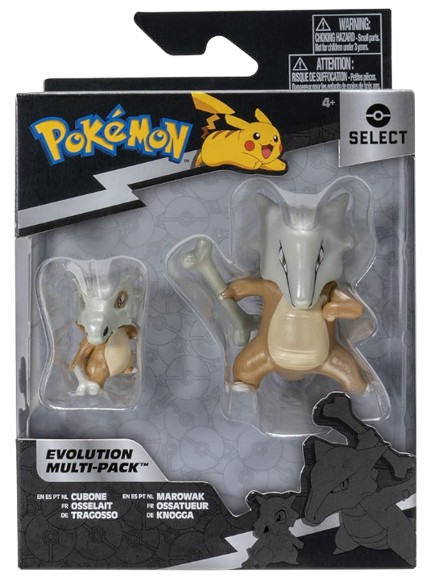 WARNING:
CHOKING HAZARD - Small parts.
Not for children under 3 years.
ATTENTION :
RISQUE DE SUFFOCATION - Petites pièces.
4+
POKéMON
SELECT
EVOLUTION
MULTI-PACK™
EN ES PT NL CUBONE EN ES PT NL MAROWAK
FR OSSELAIT FR OSSATUEUR
DE TRAGOSSO DE KNOGGA